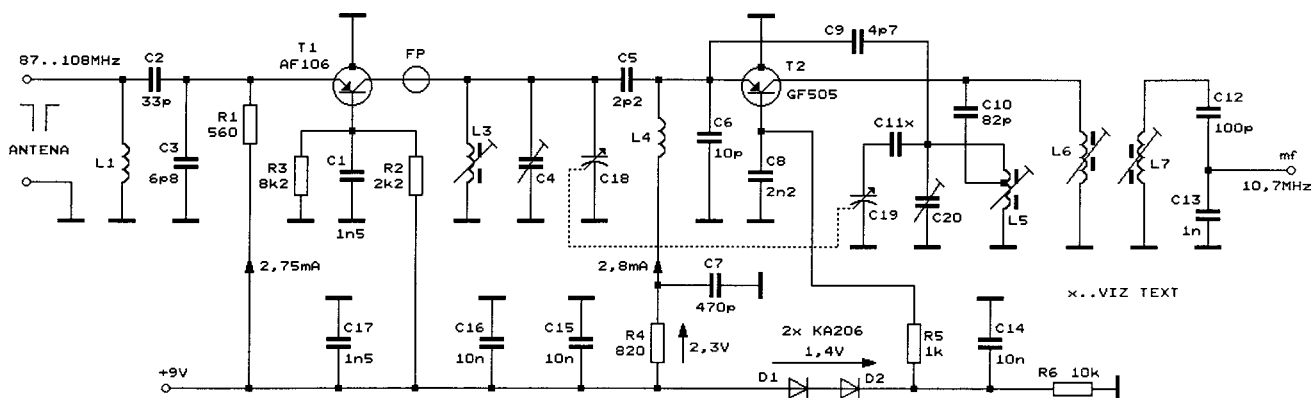 87..108MHz
C2
33p
T1
AF106
FP
C5
2p2
C9
4p7
T2
GF505
R1
560
ANTENA
L1
C3
6p8
R3
8k2
C1
1n5
R2
2k2
L3
C4
C18
L4
C6
10p
C8
2n2
C11x
C19
C20
C10
82p
L5
L6
L7
C12
100p
mf
10,7MHz
C13
1n
2,75mA
2,8mA
C7
470p
x..VIZ TEXT
C17
1n5
C16
10n
C15
10n
R4
820
2,3V
2x KA206
1,4V
R5
1k
C14
10n
+9V
D1
D2
R6 10k